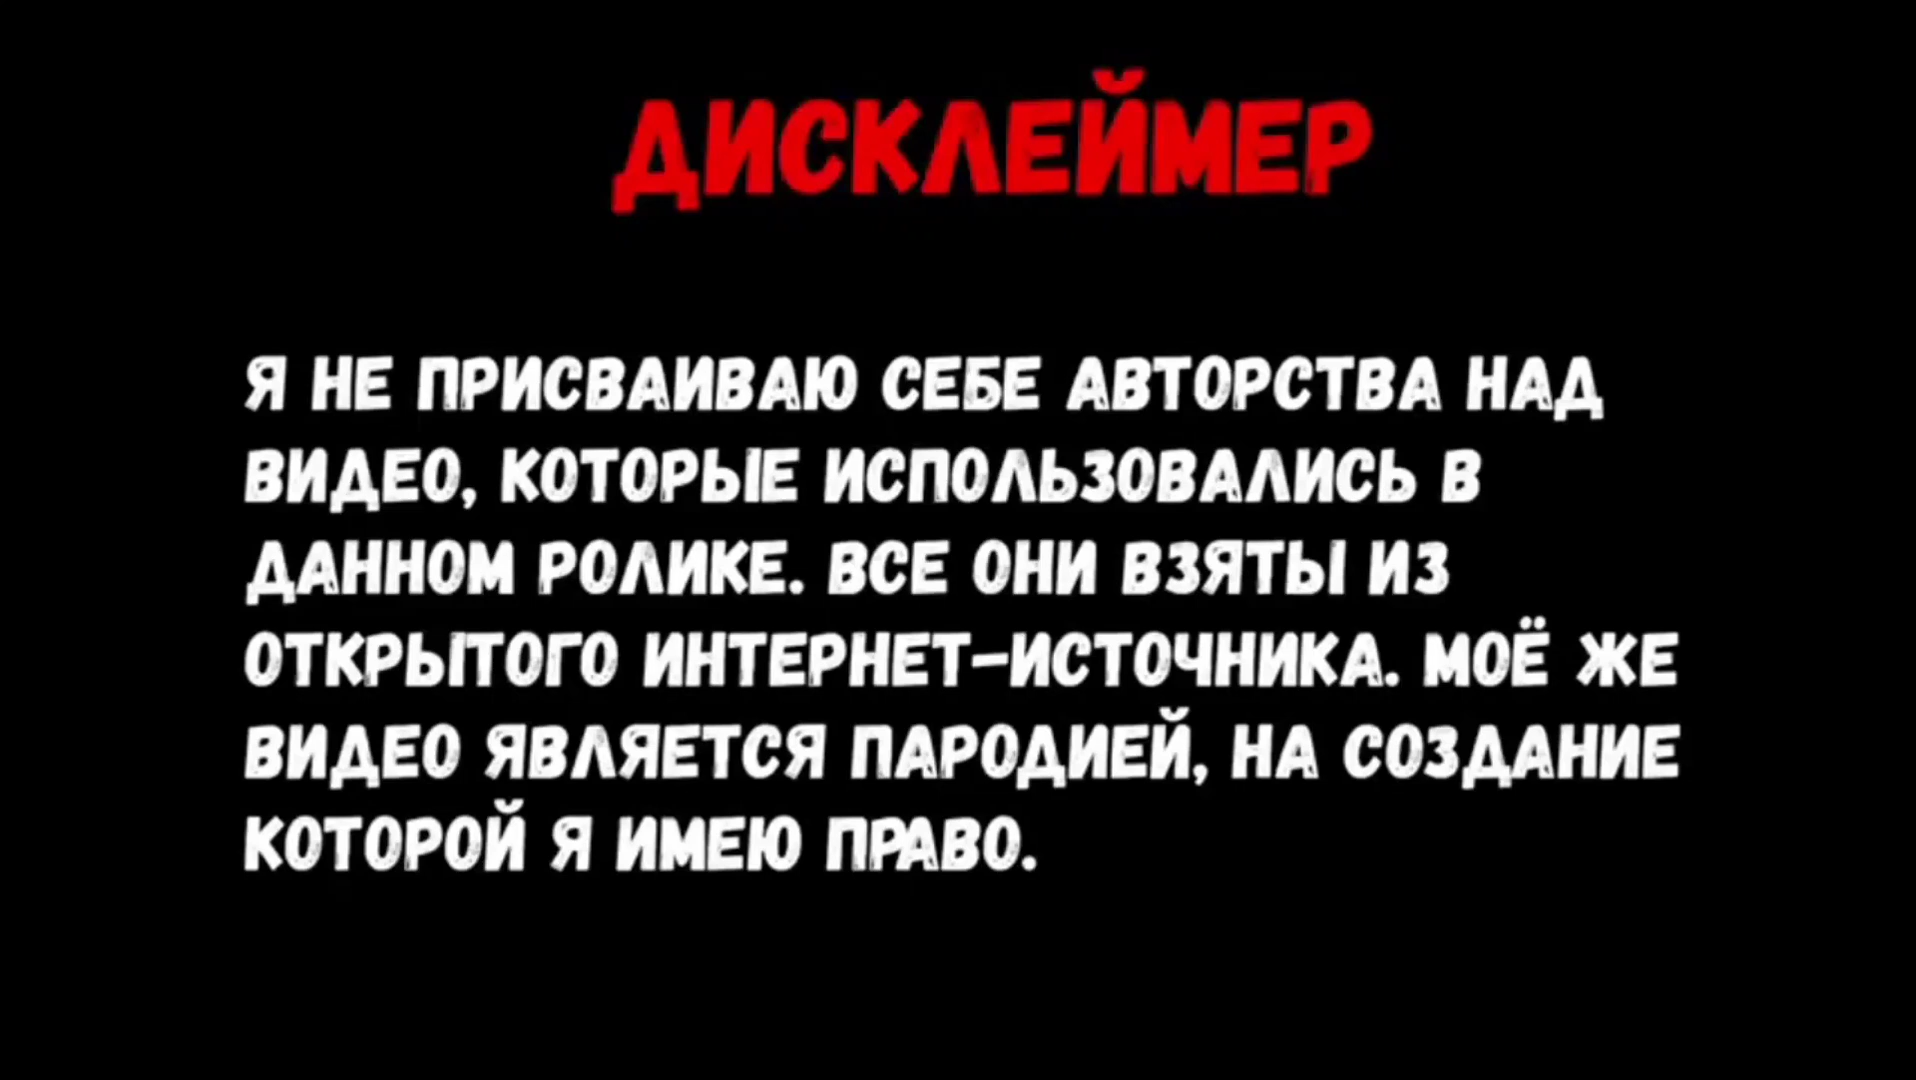 ДИСКЛЕЙМЕР
Я НЕ ПРИСВАИВАЮ СЕБЕ АВТОРСТВА НАД
ВИДЕО, КОТОРЫЕ ИСПОЛЬЗОВАЛИСЬ В
ДАННОМ РОЛИКЕ. ВСЕ ОНИ ВЗЯТЫ ИЗ
ОТКРЫТОГО ИНТЕРНЕТ-ИСТОЧНИКА. МОЁ ЖЕ
ВИДЕО ЯВЛЯЕТСЯ ПАРОДИЕЙ, НА СОЗДАНИЕ
КОТОРОЙ Я ИМЕЮ ПРАВО.